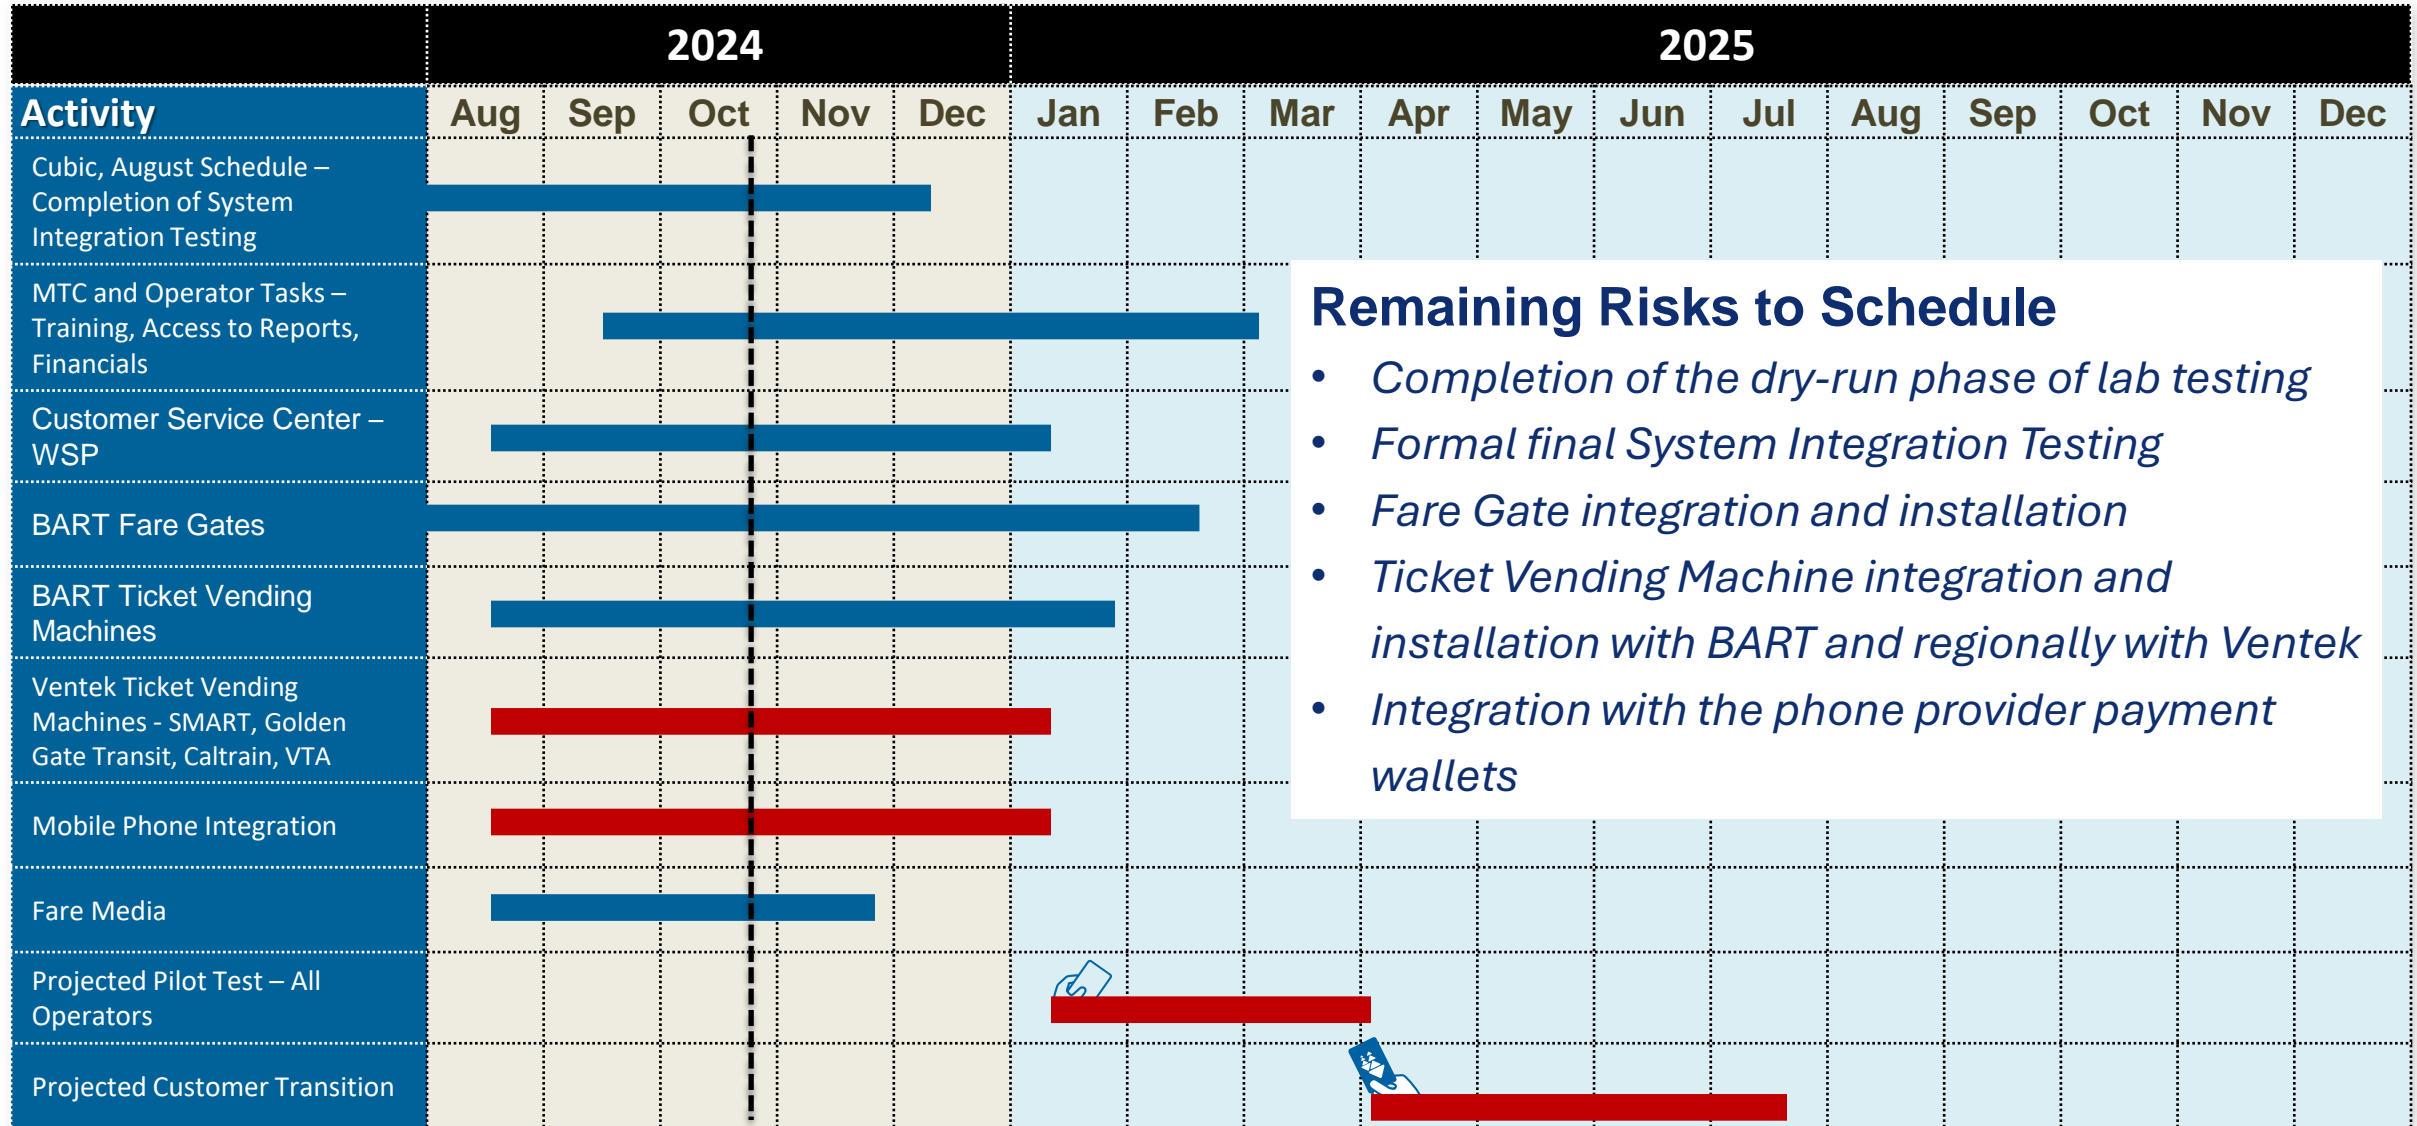 2024 2025
Activity Aug Sep Oct Nov Dec Jan Feb Mar Apr May Jun Jul Aug Sep Oct Nov Dec
Cubic, August Schedule –
Completion of System
Integration Testing
MTC and Operator Tasks –
Training, Access to Reports,
Financials
Customer Service Center –
WSP
BART Fare Gates
BART Ticket Vending
Machines
Ventek Ticket Vending
Machines - SMART, Golden
Gate Transit, Caltrain, VTA
Mobile Phone Integration
Fare Media
Projected Pilot Test – All
Operators
Projected Customer Transition
Remaining Risks to Schedule
• Completion of the dry-run phase of lab testing
• Formal final System Integration Testing
• Fare Gate integration and installation
• Ticket Vending Machine integration and
installation with BART and regionally with Ventek
• Integration with the phone provider payment
wallets